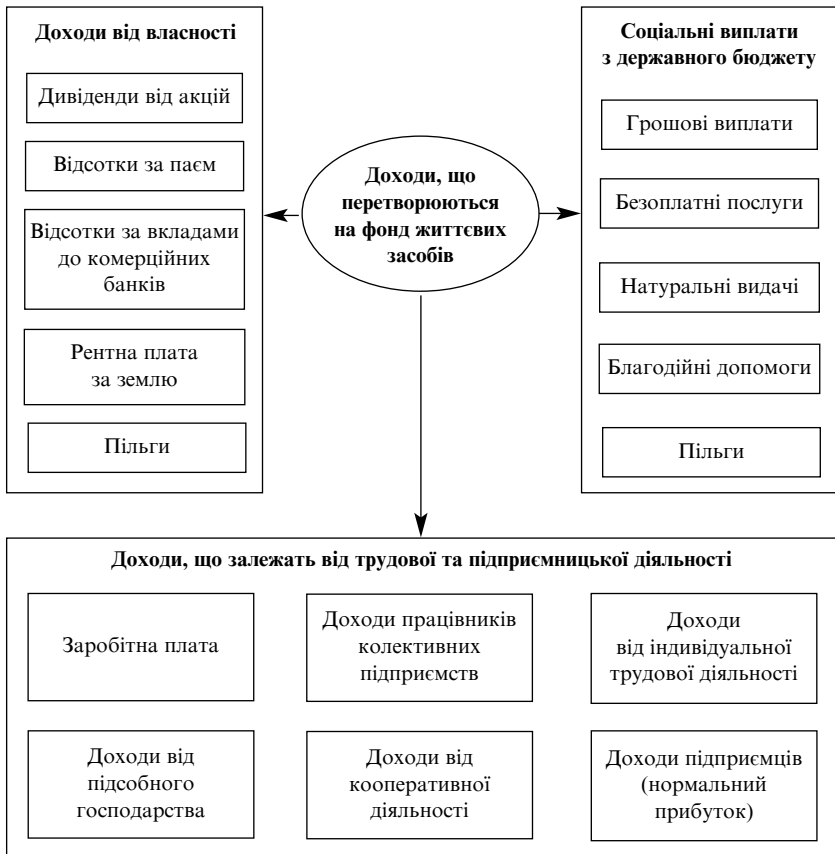 Доходи від власності
Дивіденди від акцій
Відсотки за паєм
Відсотки за вкладами
до комерційних
банків
Рентна плата
за землю
Пільги
Доходи, що
перетворюються
на фонд життєвих
засобів
Соціальні виплати
з державного бюджету
Грошові виплати
Безоплатні послуги
Натуральні видачі
Благодійні допомоги
Пільги
Доходи, що залежать від трудової та підприємницької діяльності
Заробітна плата
Доходи працівників
колективних
підприємств
Доходи
від індивідуальної
трудової діяльності
Доходи від
підсобного
господарства
Доходи від
кооперативної
діяльності
Доходи підприємців
(нормальний
прибуток)